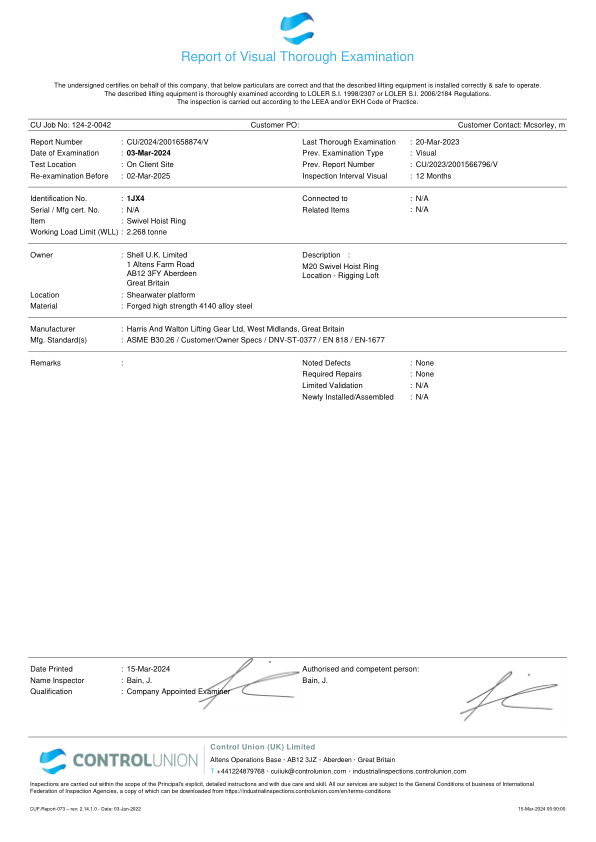 Report of Visual Thorough Examination
The undersigned certifies on behalf of this company, that below particulars are correct and that the described lifting equipment is installed correctly & safe to operate.
The described lifting equipment is thoroughly examined according to LOLER S.I. 1998/2307 or LOLER S.I. 2006/2184 Regulations.
The inspection is carried out according to the LEEA and/or EKH Code of Practice.
CU Job No: 124-2-0042 Customer PO: Customer Contact: Mcsorley, m
Report Number : CU/2024/2001658874/V Last Thorough Examination : 20-Mar-2023
Date of Examination : 03-Mar-2024 Prev. Examination Type : Visual
Test Location : On Client Site Prev. Report Number : CU/2023/2001566796/V
Re-examination Before : 02-Mar-2025 Inspection Interval Visual : 12 Months
Identification No. : 1JX4 Connected to : N/A
Serial / Mfg cert. No. : N/A Related Items : N/A
Item : Swivel Hoist Ring
Working Load Limit (WLL) : 2.268 tonne
Owner : Shell U.K. Limited Description :
1 Altens Farm Road M20 Swivel Hoist Ring
AB12 3FY Aberdeen Location - Rigging Loft
Great Britain
Location : Shearwater platform
Material : Forged high strength 4140 alloy steel
Manufacturer : Harris And Walton Lifting Gear Ltd, West Midlands, Great Britain
Mfg. Standard(s) : ASME B30.26 / Customer/Owner Specs / DNV-ST-0377 / EN 818 / EN-1677
Remarks : Noted Defects : None
Required Repairs : None
Limited Validation : N/A
Newly Installed/Assembled : N/A
Date Printed : 15-Mar-2024 Authorised and competent person:
Name Inspector : Bain, J. Bain, J.
Qualification : Company Appointed Examiner
CONTROLUNION
Control Union (UK) Limited
Altens Operations Base - AB12 3JZ - Aberdeen - Great Britain
T +441224879768 - cuiiuk@controlunion.com - industrialinspections.controlunion.com
Inspections are carried out within the scope of the Principal's explicit, detailed instructions and with due care and skill. All our services are subject to the General Conditions of business of International
Federation of Inspection Agencies, a copy of which can be downloaded from https://industrialinspections.controlunion.com/en/terms-conditions
CUF-Report-073 – rev: 2.14.1.0 - Date: 03-Jun-2022 15-Mar-2024 00:00:00